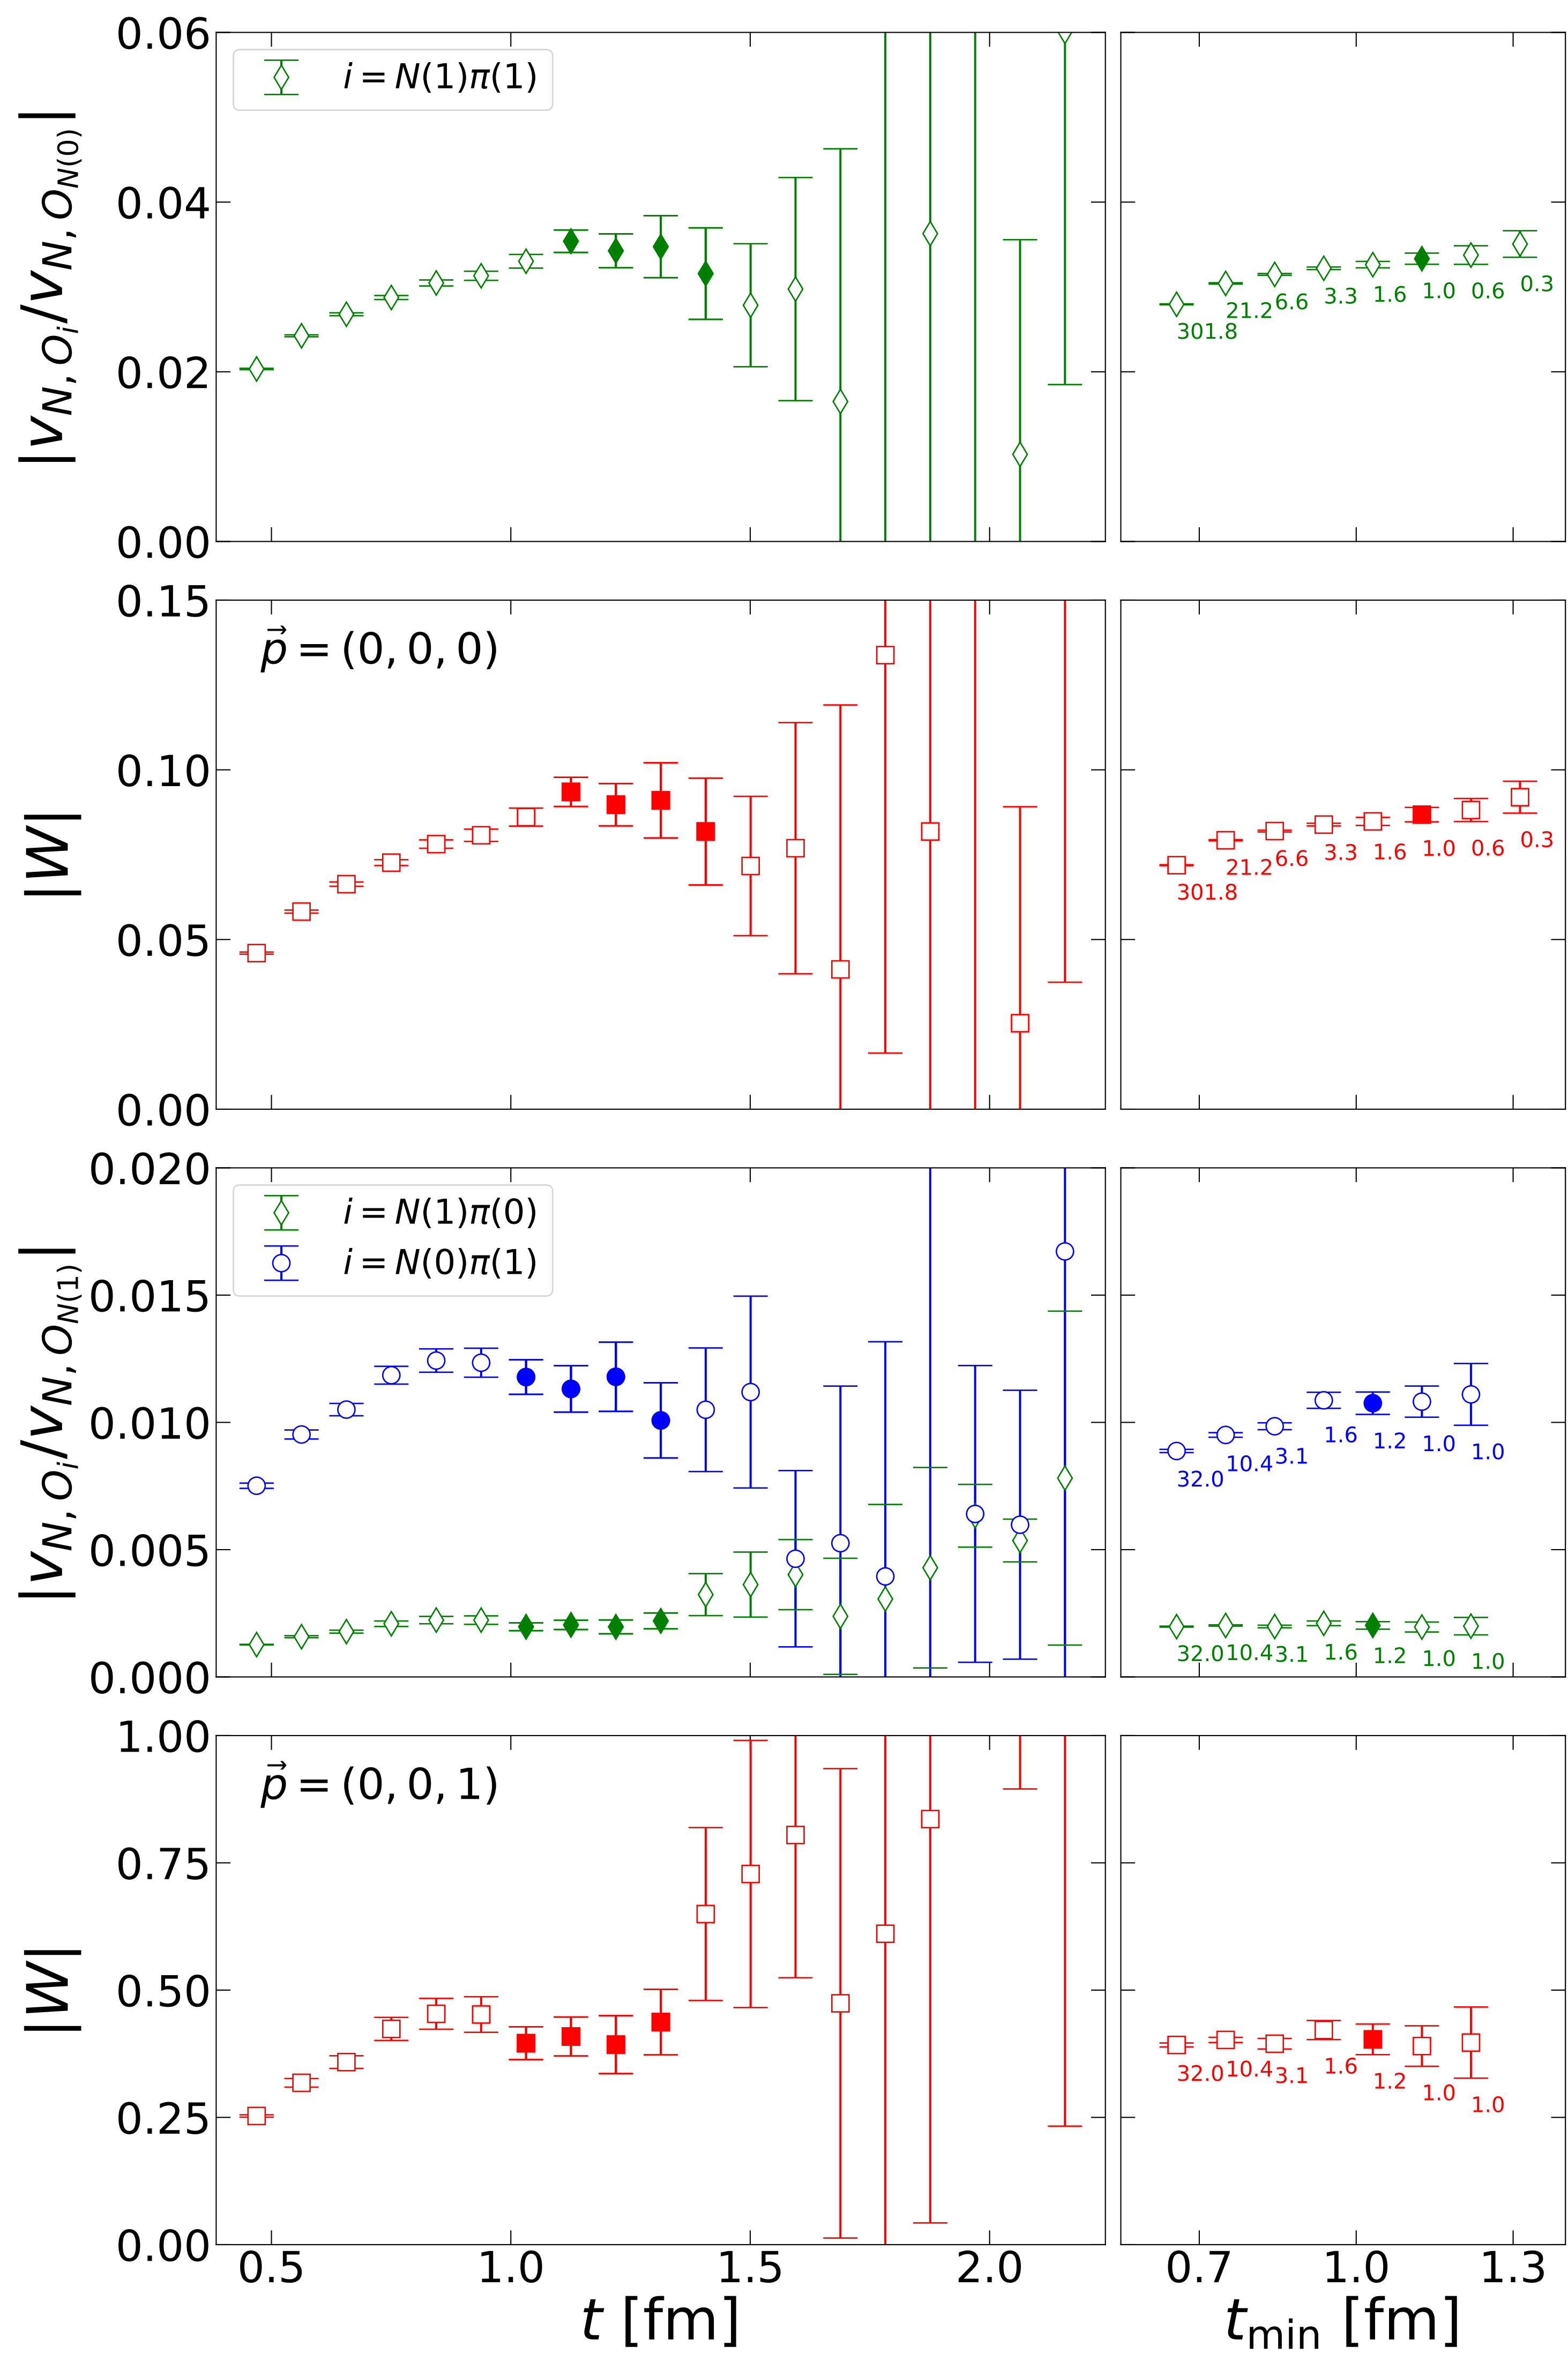 |v_{N, O_i}/v_{N, O_{N(0)}}|
0.06
0.04
0.02
0.00
i = N(1)π(1)
301.8 21.2 6.6 3.3 1.6 1.0 0.6 0.3
|W|
0.15
0.10
0.05
0.00
p⃗ = (0, 0, 0)
301.8 21.2 6.6 3.3 1.6 1.0 0.6 0.3
|v_{N, O_i}/v_{N, O_{N(1)}}|
0.020
0.015
0.010
0.005
0.000
i = N(1)π(0)
i = N(0)π(1)
32.0 10.4 3.1 1.6 1.2 1.0 1.0
32.0 10.4 3.1 1.6 1.2 1.0 1.0
|W|
1.00
0.75
0.50
0.25
0.00
p⃗ = (0, 0, 1)
32.0 10.4 3.1 1.6 1.2 1.0 1.0
0.5 1.0 1.5 2.0
0.7 1.0 1.3
t [fm]
t_min [fm]